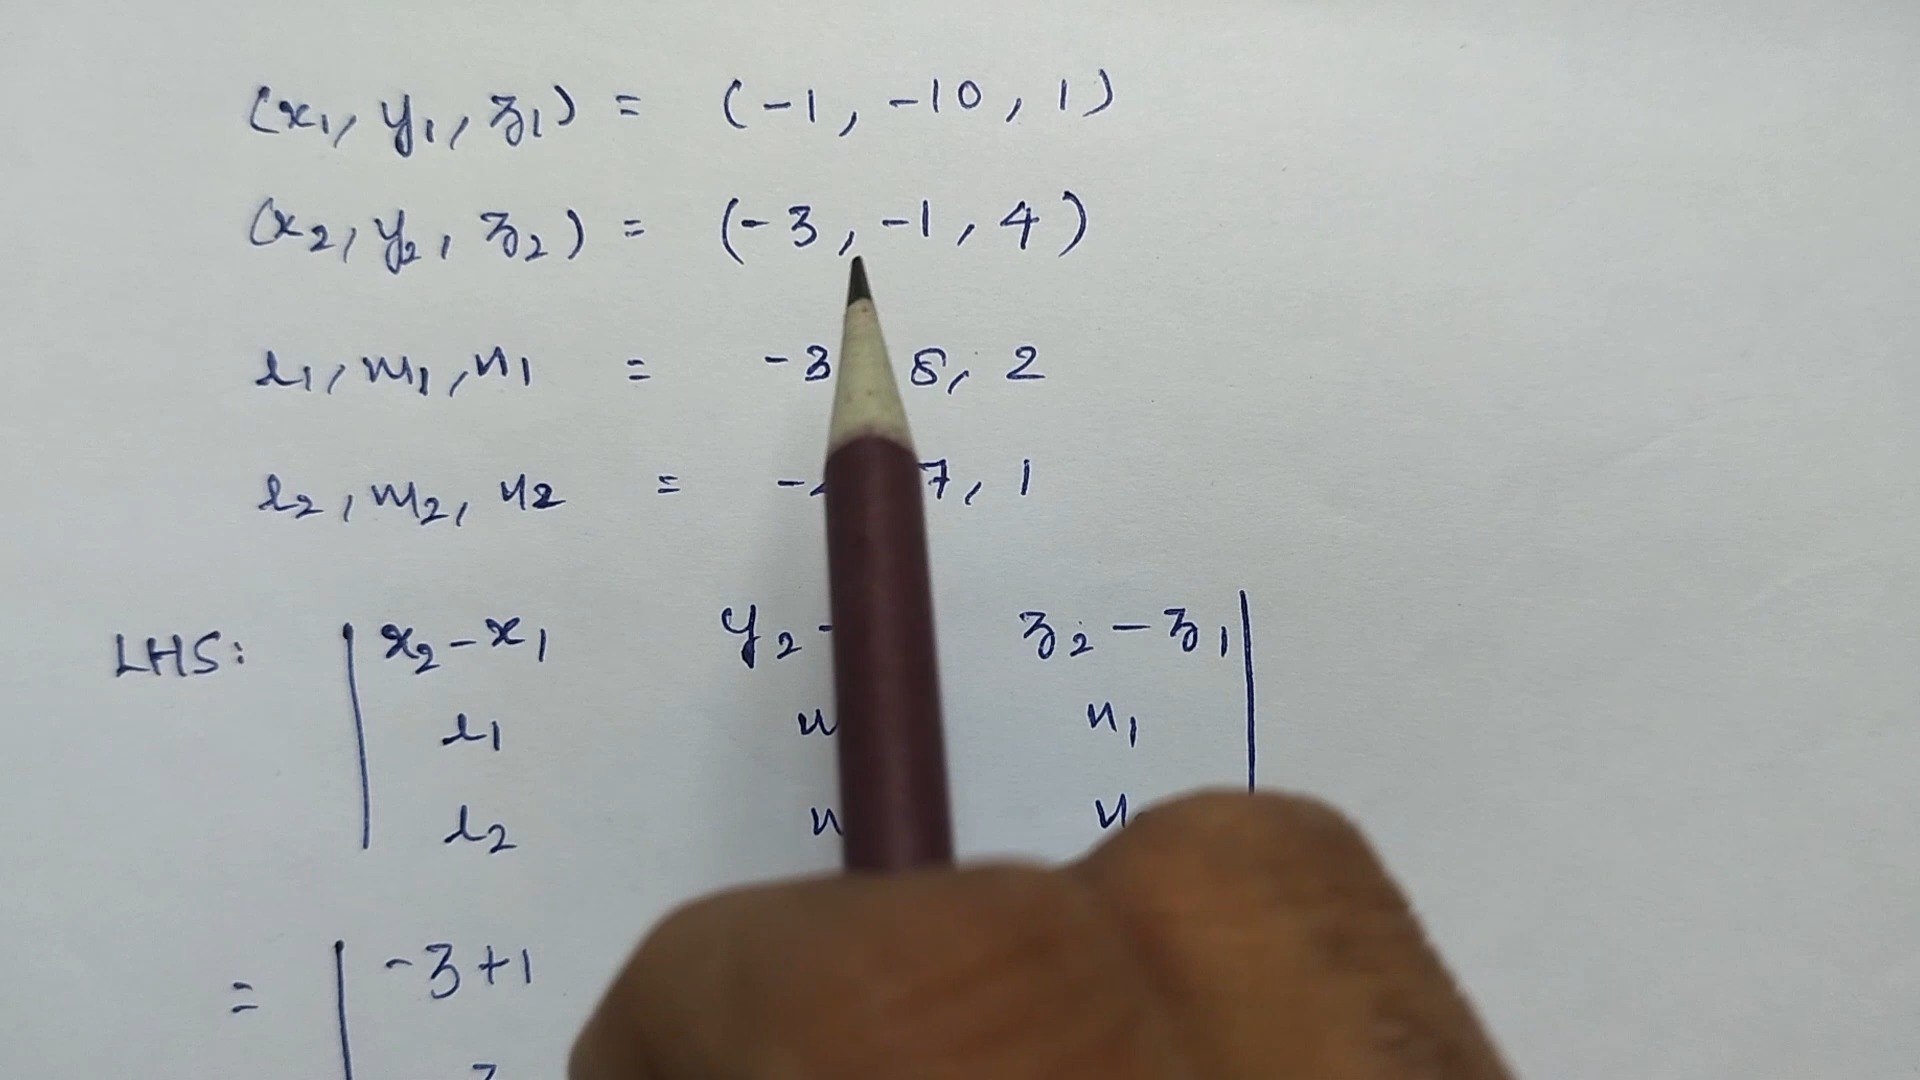 (x₁, y₁, z₁) = (-1, -10, 1)
(x₂, y₂, z₂) = (-3, -1, 4)
l₁, m₁, n₁ = -3 8, 2
l₂, m₂, n₂ = - 7, 1
LHS: | x₂-x₁ y₂- z₂-z₁ |
l₁ n₁
l₂
= | -3+1